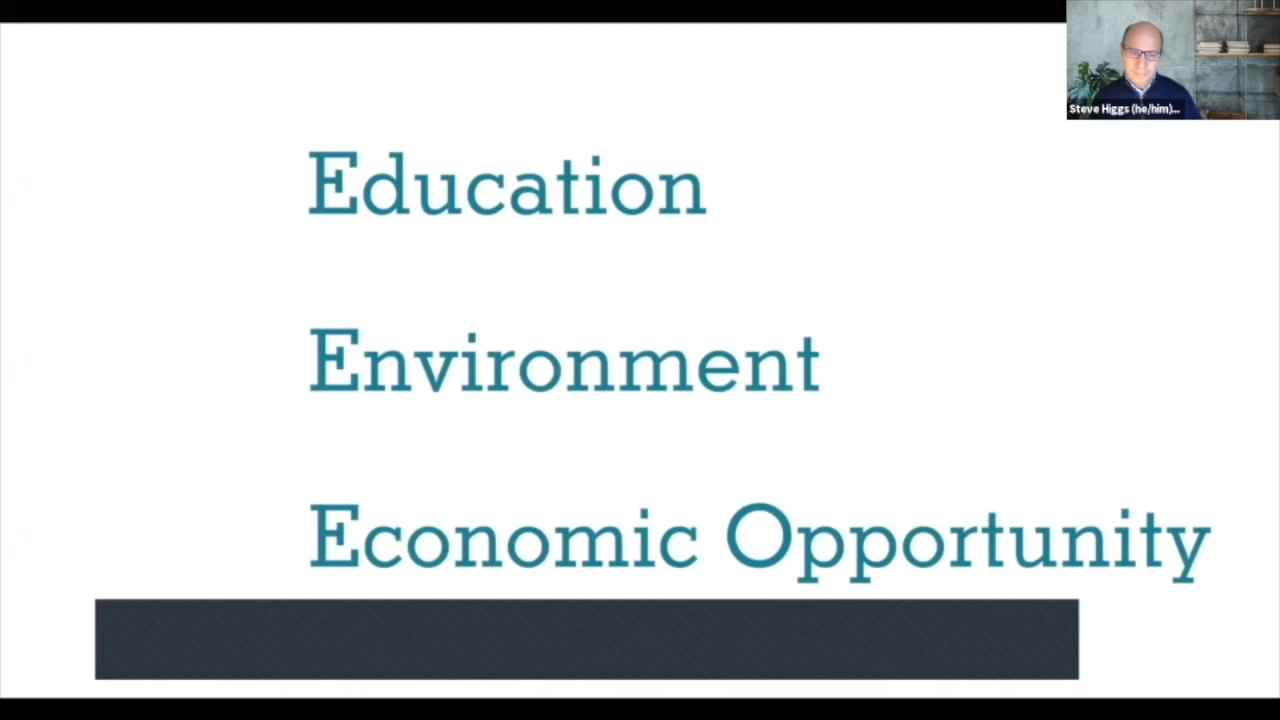 Steve Higgs (he/him)...
Education
Environment
Economic Opportunity